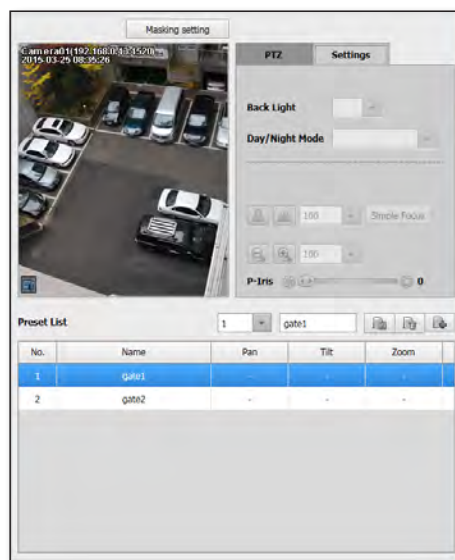 Masking setting
Camera01(192.168.0.13:1520)
2015-03-25 08:35:26
PTZ Settings
Back Light
Day/Night Mode
100 Simple Focus
100
P-Iris 0
Preset List 1 gate1
No. Name Pan Tilt Zoom
1 gate1 - - -
2 gate2 - - -